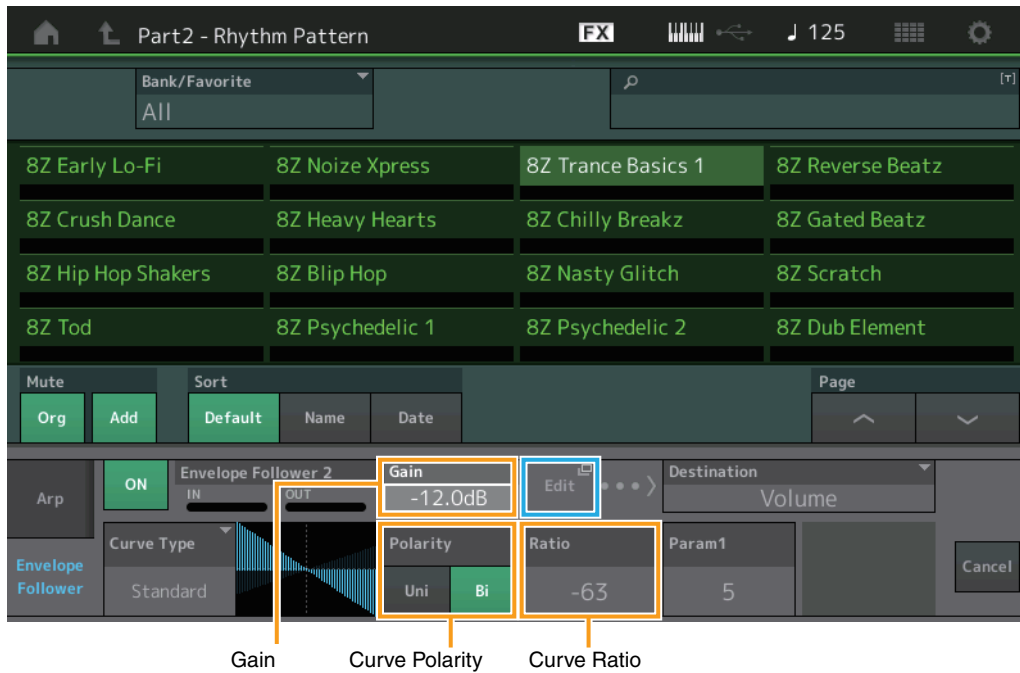 Part2 - Rhythm Pattern FX ♩ 125
Bank/Favorite [T]
All
8Z Early Lo-Fi 8Z Noize Xpress 8Z Trance Basics 1 8Z Reverse Beatz
8Z Crush Dance 8Z Heavy Hearts 8Z Chilly Breakz 8Z Gated Beatz
8Z Hip Hop Shakers 8Z Blip Hop 8Z Nasty Glitch 8Z Scratch
8Z Tod 8Z Psychedelic 1 8Z Psychedelic 2 8Z Dub Element
Mute Sort Page
Org Add Default Name Date
Arp ON Envelope Follower 2 Gain Edit Destination
IN OUT -12.0dB Volume
Envelope Follower Curve Type Polarity Ratio Param1 Cancel
Standard Uni Bi -63 5
Gain Curve Polarity Curve Ratio